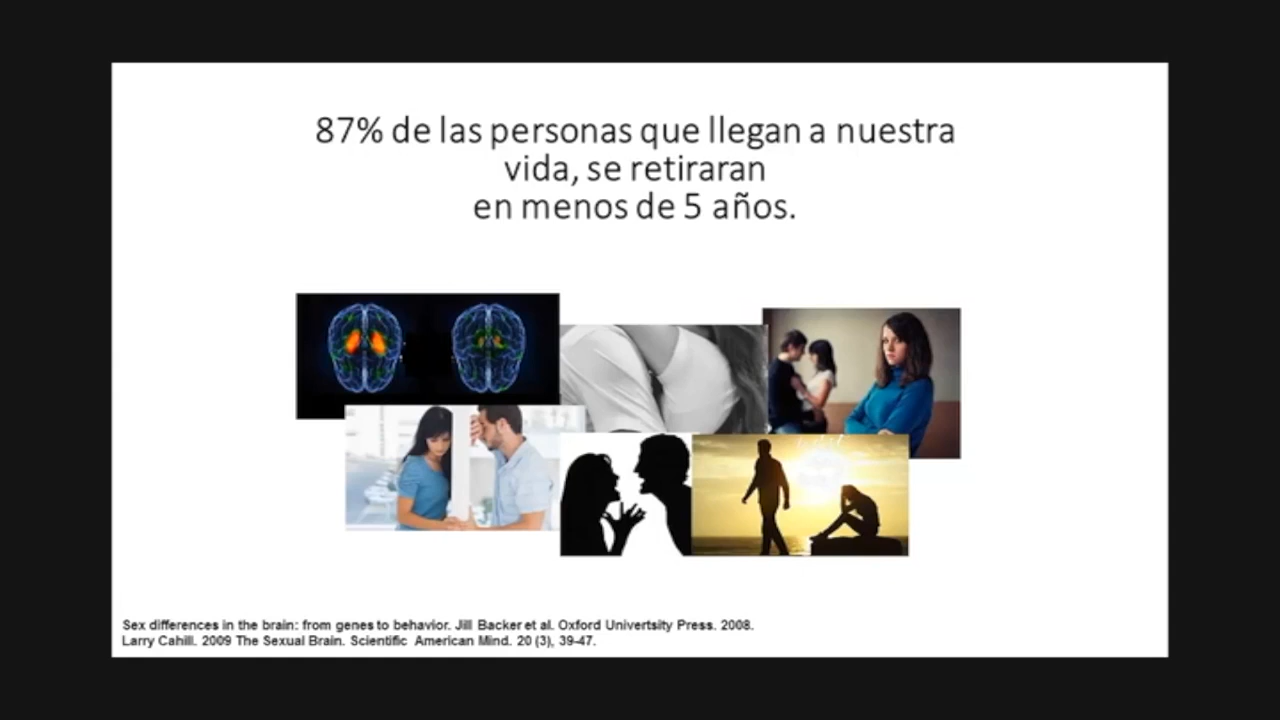 87% de las personas que llegan a nuestra
vida, se retiraran
en menos de 5 años.
Sex differences in the brain: from genes to behavior. Jill Backer et al. Oxford Univertsity Press. 2008.
Larry Cahill. 2009 The Sexual Brain. Scientific American Mind. 20 (3), 39-47.